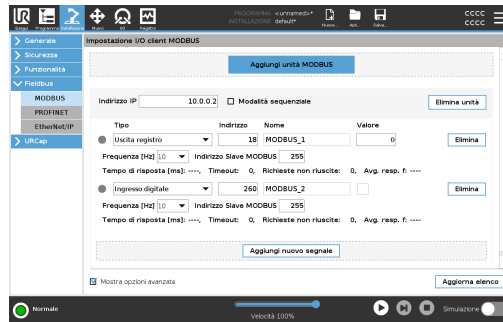 PROGRAMMA <unnamed>*
INSTALLAZIONE default*
CCCC
CCCC
Esegui Programma Installazione Muovi I/O Registro
Nuovo... Apri... Salva...
Generale
Sicurezza
Funzionalità
Fieldbus
MODBUS
PROFINET
EtherNet/IP
URCap
Impostazione I/O client MODBUS
Aggiungi unità MODBUS
Indirizzo IP 10.0.0.2 Modalità sequenziale Elimina unità
Tipo Indirizzo Nome Valore
Uscita registro 18 MODBUS_1 0 Elimina
Frequenza [Hz] 10 Indirizzo Slave MODBUS 255
Tempo di risposta [ms]: ----, Timeout: 0, Richieste non riuscite: 0, Avg. resp. f: ----
Ingresso digitale 260 MODBUS_2 Elimina
Frequenza [Hz] 10 Indirizzo Slave MODBUS 255
Tempo di risposta [ms]: ----, Timeout: 0, Richieste non riuscite: 0, Avg. resp. f: ----
Aggiungi nuovo segnale
Mostra opzioni avanzate
Aggiorna elenco
Normale
Velocità 100%
Simulazione